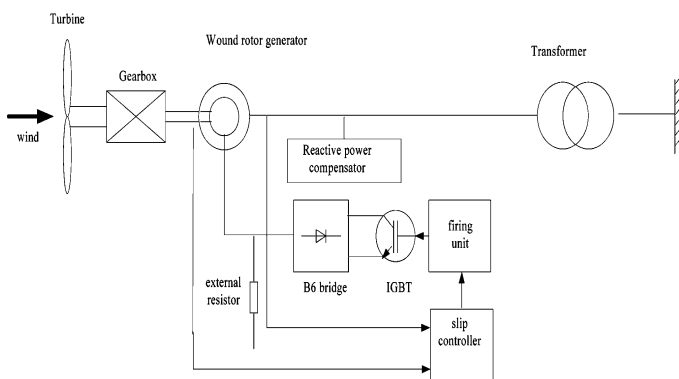 Turbine
Wound rotor generator
Transformer
Gearbox
wind
Reactive power
compensator
firing
unit
external
resistor
B6 bridge
IGBT
slip
controller